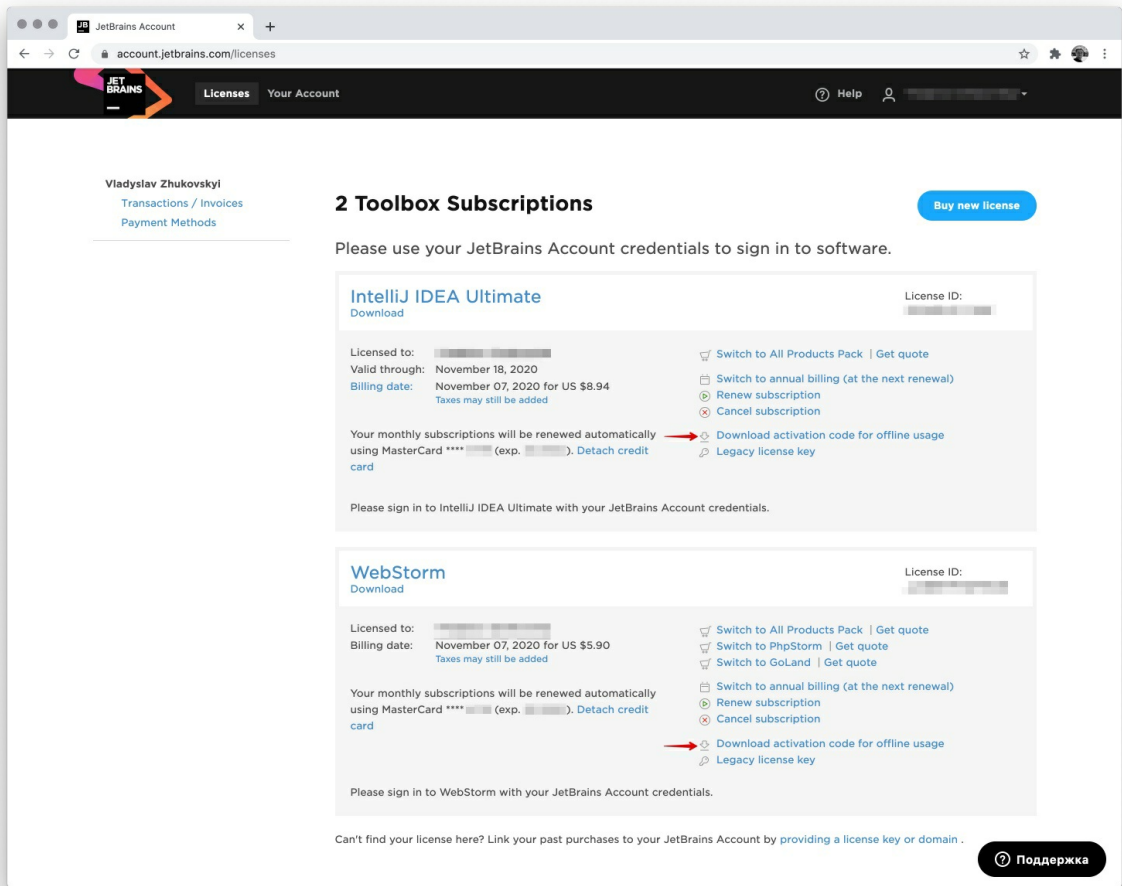 JB JetBrains Account
account.jetbrains.com/licenses
JET
BRAINS
Licenses
Your Account
Help
Vladyslav Zhukovskyi
Transactions / Invoices
Payment Methods
2 Toolbox Subscriptions
Buy new license
Please use your JetBrains Account credentials to sign in to software.
IntelliJ IDEA Ultimate
Download
License ID:
Licensed to:
Valid through: November 18, 2020
Billing date: November 07, 2020 for US $8.94
Taxes may still be added
Your monthly subscriptions will be renewed automatically
using MasterCard **** (exp. ). Detach credit
card
Switch to All Products Pack | Get quote
Switch to annual billing (at the next renewal)
Renew subscription
Cancel subscription
Download activation code for offline usage
Legacy license key
Please sign in to IntelliJ IDEA Ultimate with your JetBrains Account credentials.
WebStorm
Download
License ID:
Licensed to:
Billing date: November 07, 2020 for US $5.90
Taxes may still be added
Your monthly subscriptions will be renewed automatically
using MasterCard **** (exp. ). Detach credit
card
Switch to All Products Pack | Get quote
Switch to PhpStorm | Get quote
Switch to GoLand | Get quote
Switch to annual billing (at the next renewal)
Renew subscription
Cancel subscription
Download activation code for offline usage
Legacy license key
Please sign in to WebStorm with your JetBrains Account credentials.
Can't find your license here? Link your past purchases to your JetBrains Account by providing a license key or domain .
Поддержка